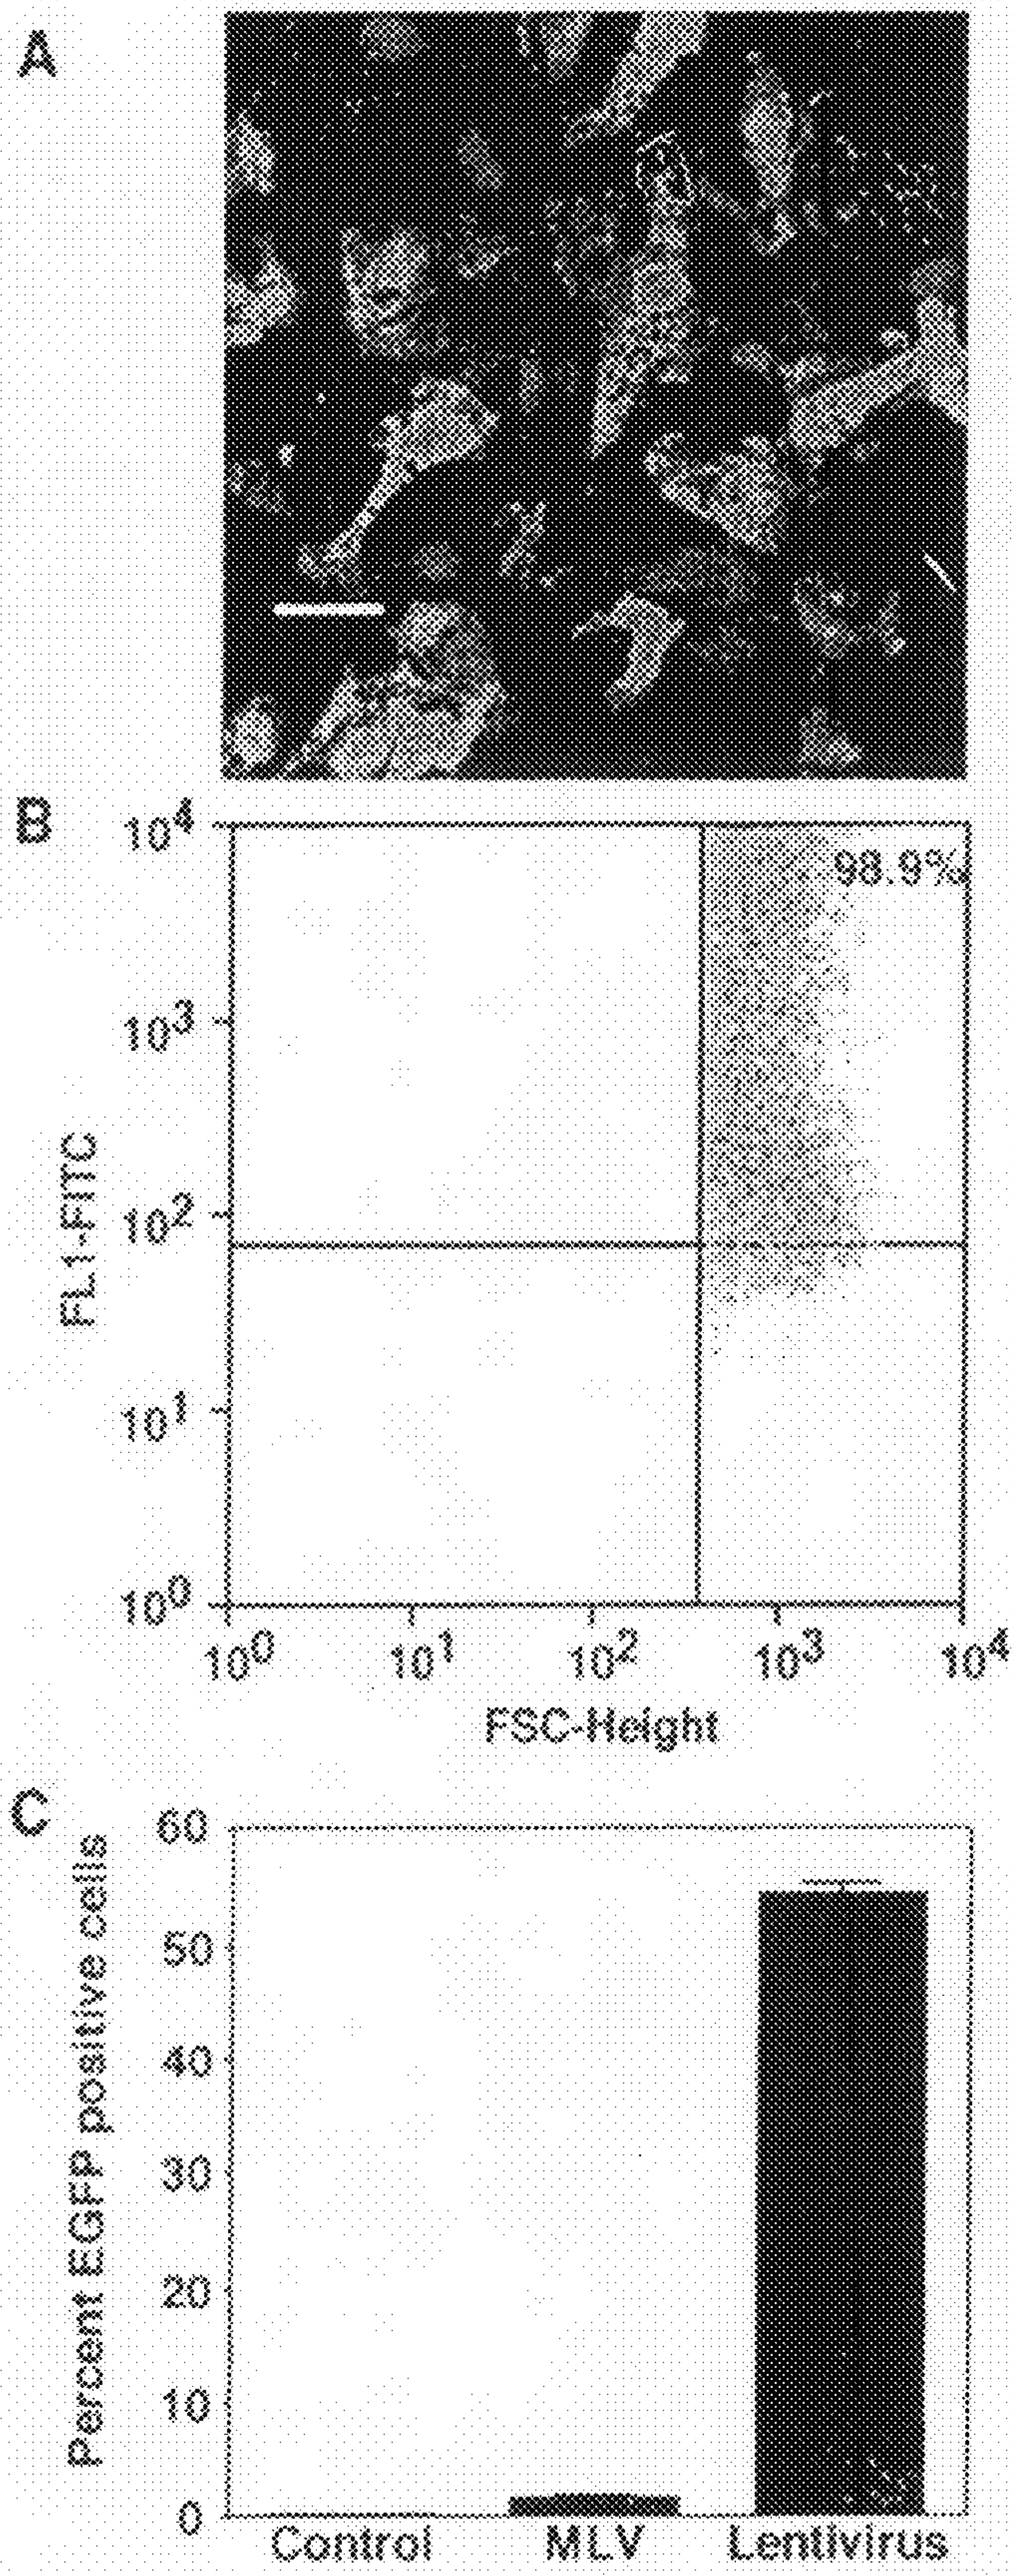 A
B
10^4
98.9%
10^3
10^2
10^1
10^0
FL1-FITC
10^0 10^1 10^2 10^3 10^4
FSC-Height
C
60
50
40
30
20
10
0
Percent EGFP positive cells
Control MLV Lentivirus